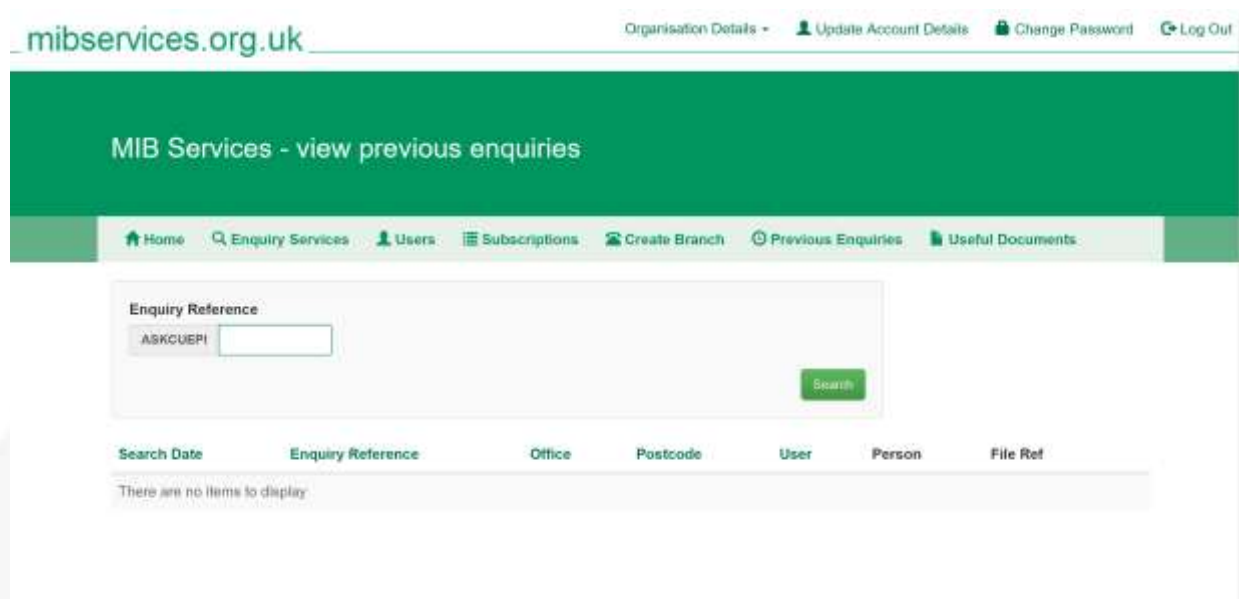 mibservices.org.uk
Organisation Details Update Account Details Change Password Log Out
MIB Services - view previous enquiries
Home Enquiry Services Users Subscriptions Create Branch Previous Enquiries Useful Documents
Enquiry Reference
ASKCUEPI
Search
Search Date Enquiry Reference Office Postcode User Person File Ref
There are no items to display